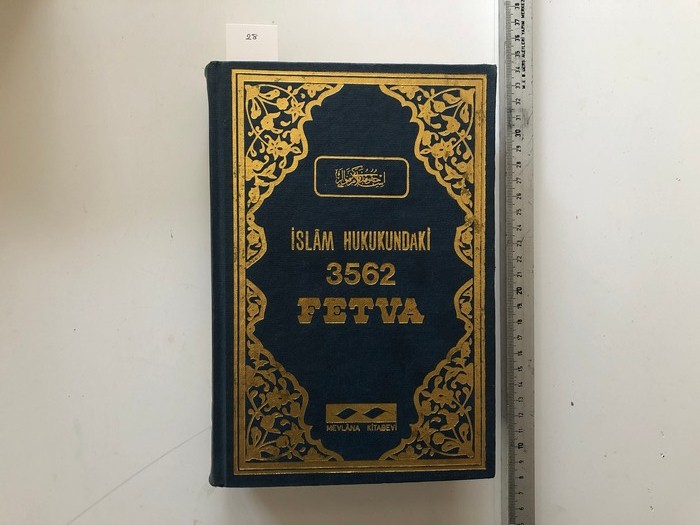 28
İSLÂM HUKUKUNDAKİ
3562
FETVA
MEVLÂNA KİTABEVİ